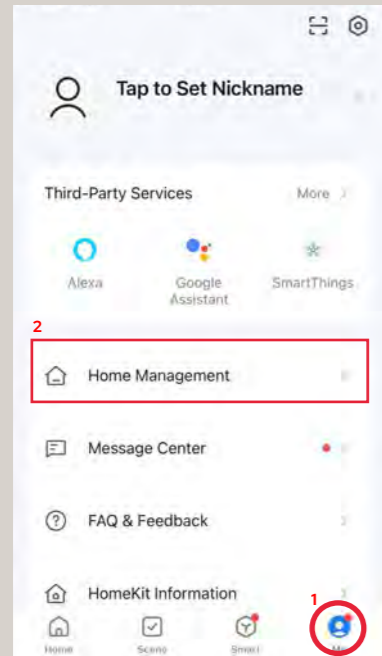 Tap to Set Nickname
Third-Party Services
More
Alexa
Google
Assistant
SmartThings
2
Home Management
Message Center
FAQ & Feedback
HomeKit Information
1
Home
Scene
Smart
Me